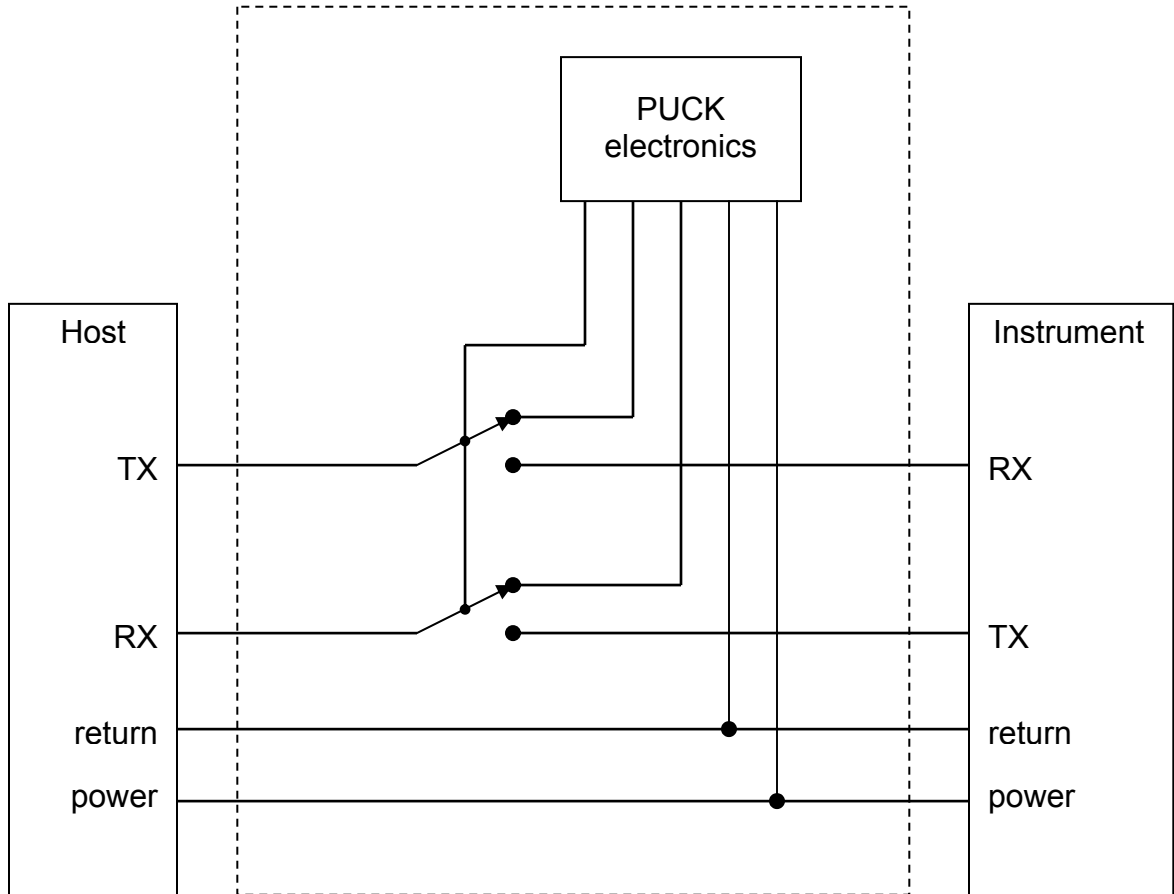 PUCK
electronics
Host
Instrument
TX
RX
RX
TX
return
return
power
power